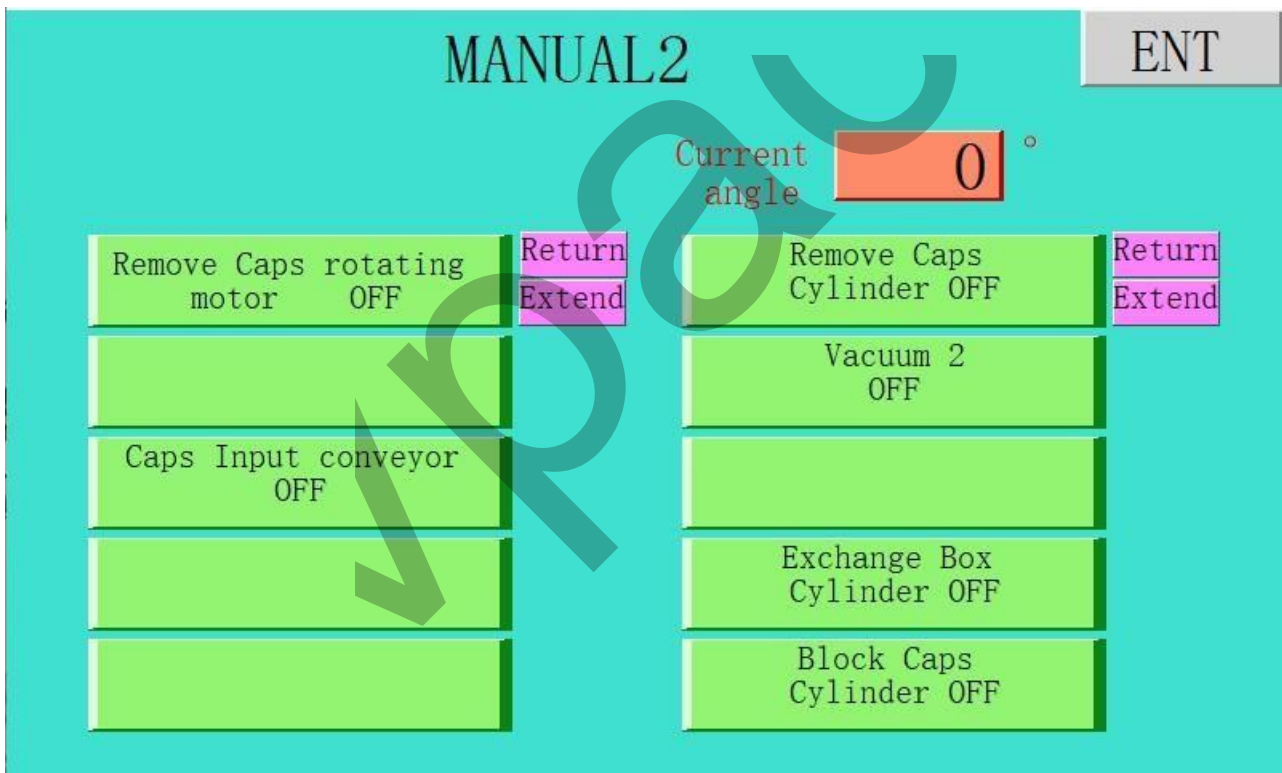 MANUAL2
ENT
Current
angle
0 °
Remove Caps rotating
motor OFF
Return
Extend
Remove Caps
Cylinder OFF
Return
Extend
Vacuum 2
OFF
Caps Input conveyor
OFF
Exchange Box
Cylinder OFF
Block Caps
Cylinder OFF